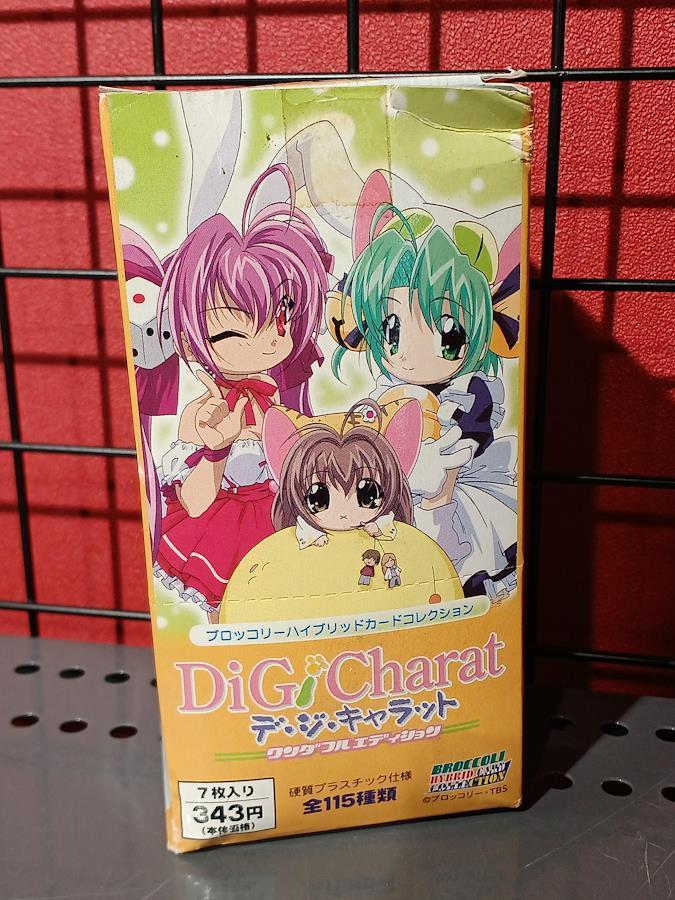 ブロッコリーハイブリッドカードコレクション
DiGi Charat
デ・ジ・キャラット
ワンダフルエディション
7枚入り
343円
(本体価格)
硬質プラスチック仕様
全115種類
BROCCOLI
HYBRID CARD
COLLECTION
©ブロッコリー・TBS